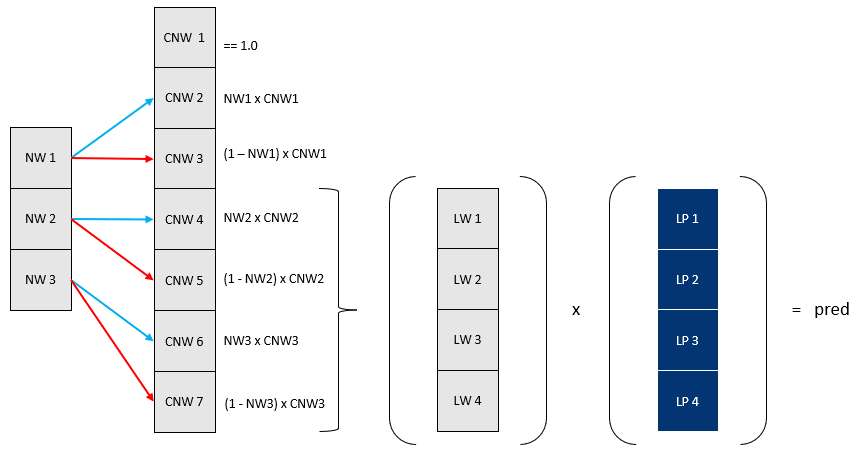 CNW 1
== 1.0
CNW 2
NW1 x CNW1
NW 1
CNW 3
(1 – NW1) x CNW1
NW 2
CNW 4
NW2 x CNW2
NW 3
CNW 5
(1 - NW2) x CNW2
CNW 6
NW3 x CNW3
CNW 7
(1 - NW3) x CNW3
LW 1
LW 2
LW 3
LW 4
x
LP 1
LP 2
LP 3
LP 4
= pred